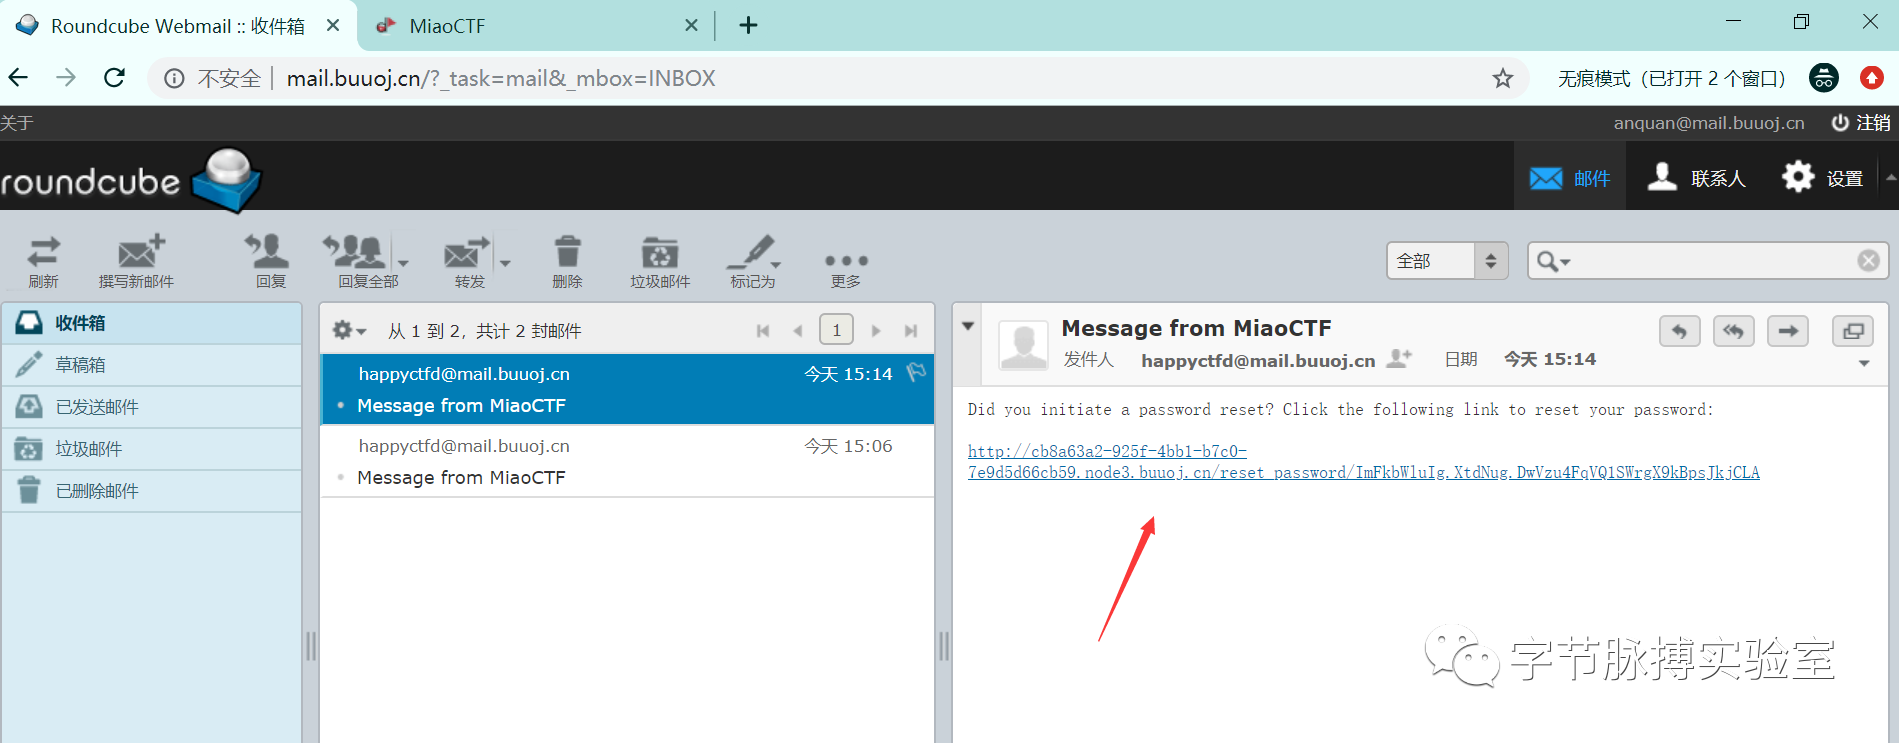 Roundcube Webmail :: 收件箱
MiaoCTF
不安全
mail.buuoj.cn/?_task=mail&_mbox=INBOX
无痕模式（已打开 2 个窗口）
关于
anquan@mail.buuoj.cn
注销
roundcube
邮件
联系人
设置
刷新
撰写新邮件
回复
回复全部
转发
删除
垃圾邮件
标记为
更多
全部
收件箱
草稿箱
已发送邮件
垃圾邮件
已删除邮件
从 1 到 2，共计 2 封邮件
1
happyctfd@mail.buuoj.cn
今天 15:14
Message from MiaoCTF
happyctfd@mail.buuoj.cn
今天 15:06
Message from MiaoCTF
Message from MiaoCTF
发件人 happyctfd@mail.buuoj.cn 日期 今天 15:14
Did you initiate a password reset? Click the following link to reset your password:
http://cb8a63a2-925f-4bb1-b7c0-
7e9d5d66cb59.node3.buuoj.cn/reset_password/ImFkbWluIg.XtdNug.DwVzu4FqVQ1SWrgX9kBpsJkjCLA
字节脉搏实验室